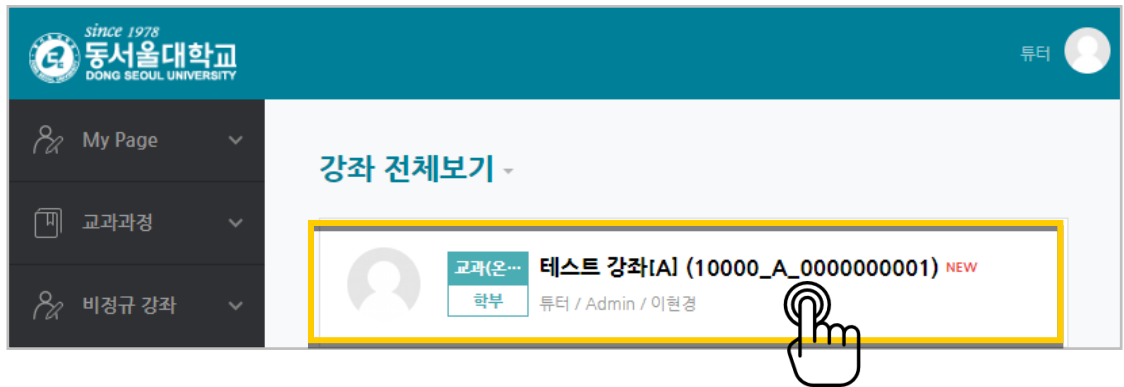 since 1978
동서울대학교
DONG SEOUL UNIVERSITY
튜터
My Page
교과과정
비정규 강좌
강좌 전체보기
교과(온…
학부
테스트 강좌[A] (10000_A_0000000001) NEW
튜터 / Admin / 이현경